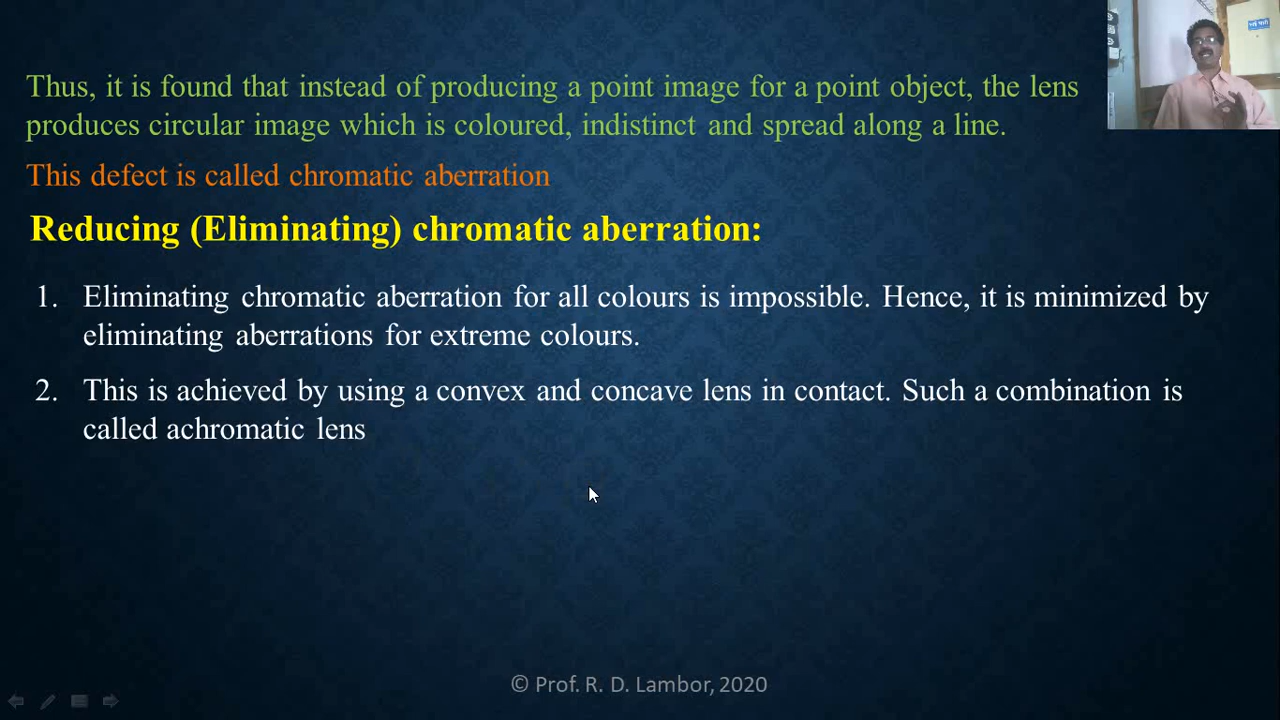 Thus, it is found that instead of producing a point image for a point object, the lens
produces circular image which is coloured, indistinct and spread along a line.
This defect is called chromatic aberration
Reducing (Eliminating) chromatic aberration:
1. Eliminating chromatic aberration for all colours is impossible. Hence, it is minimized by
eliminating aberrations for extreme colours.
2. This is achieved by using a convex and concave lens in contact. Such a combination is
called achromatic lens
© Prof. R. D. Lambor, 2020